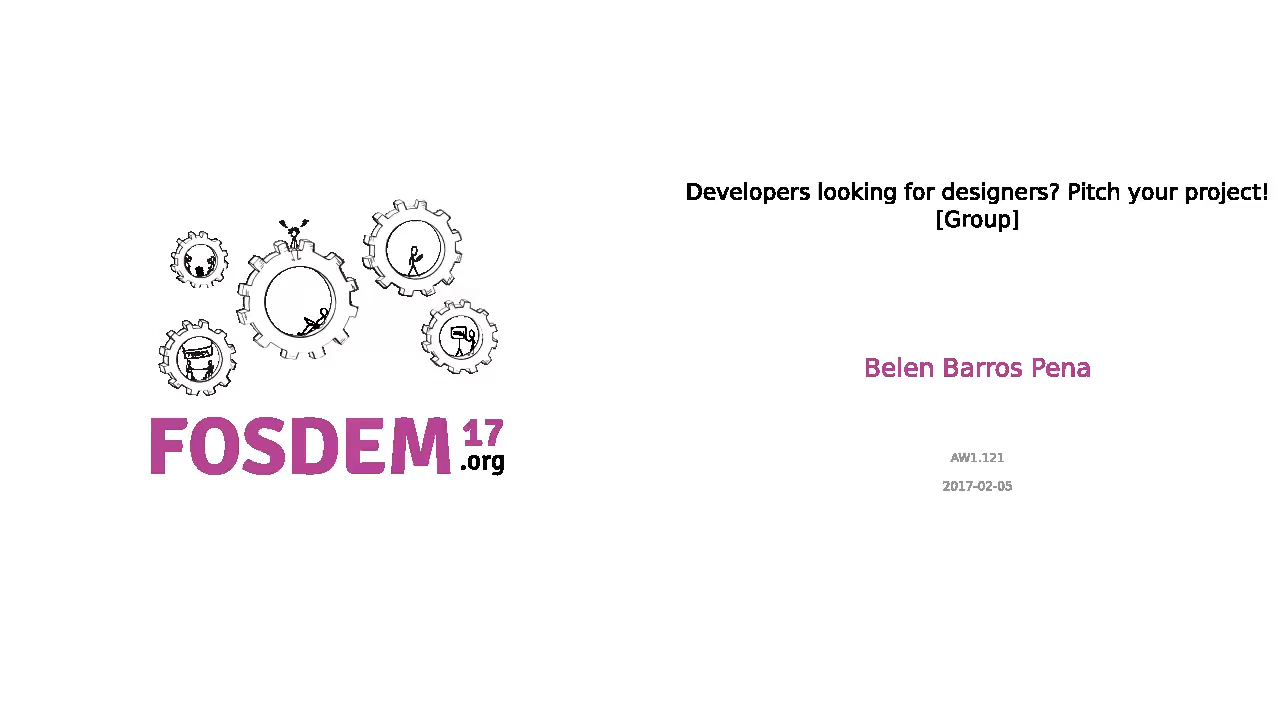 Developers looking for designers? Pitch your project!
[Group]
Belen Barros Pena
FOSDEM 17
.org
AW1.121
2017-02-05